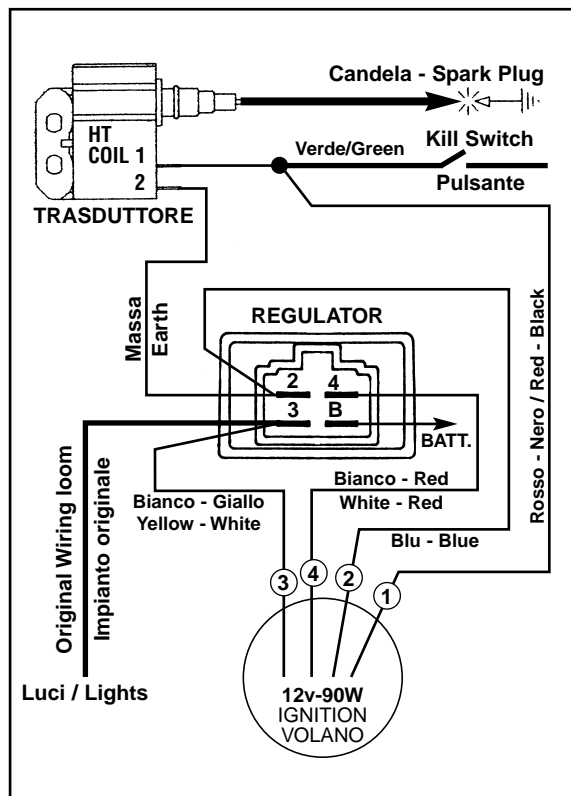 Candela - Spark Plug
HT
COIL 1
2
TRASDUTTORE
Verde/Green
Kill Switch
Pulsante
Massa
Earth
REGULATOR
2 4
3 B
BATT.
Rosso - Nero / Red - Black
Bianco - Giallo
Yellow - White
Bianco - Red
White - Red
Blu - Blue
Original Wiring loom
Impianto originale
Luci / Lights
3 4 2 1
12v-90W
IGNITION
VOLANO